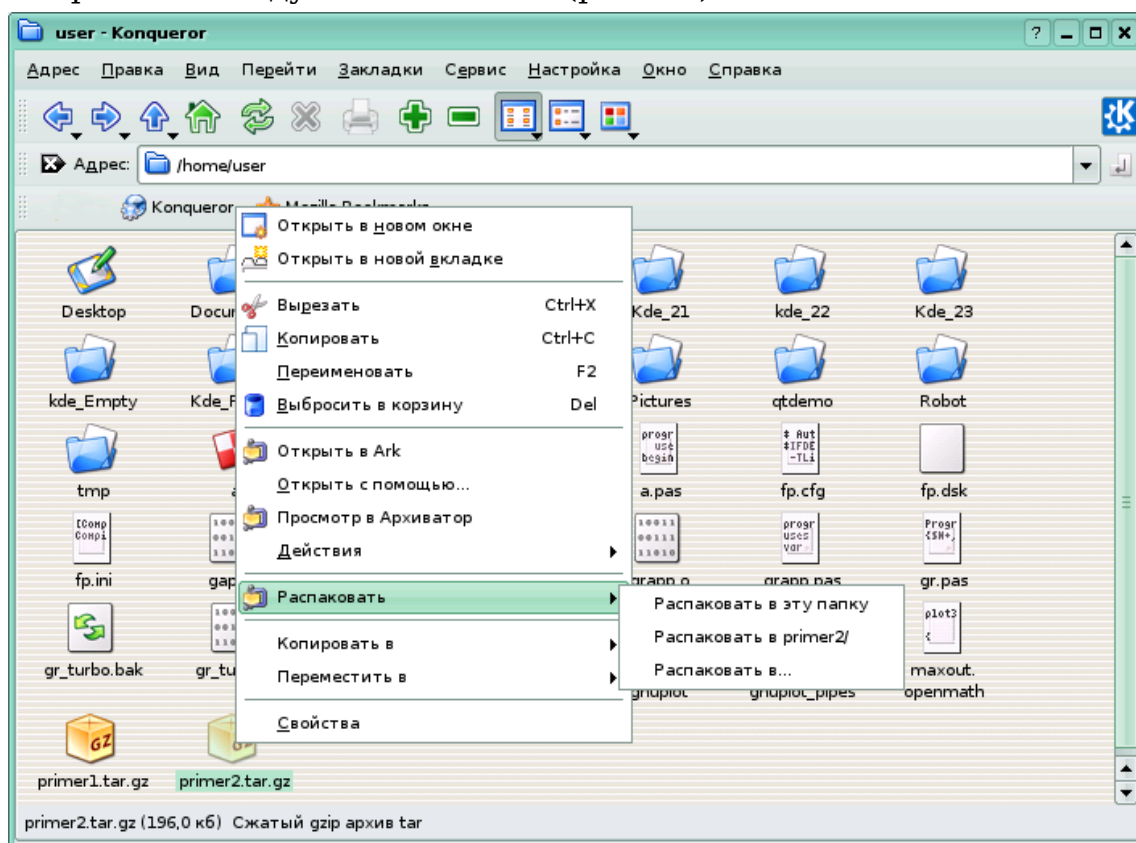 user - Konqueror
Адрес Правка Вид Перейти Закладки Сервис Настройка Окно Справка
Адрес: /home/user
Konqueror
Открыть в новом окне
Открыть в новой вкладке
Desktop
Вырезать Ctrl+X
Kde_21 kde_22 Kde_23
Копировать Ctrl+C
Переименовать F2
kde_Empty
Выбросить в корзину Del
Pictures qtdemo Robot
Открыть в Ark
tmp
Открыть с помощью...
a.pas fp.cfg fp.dsk
Просмотр в Архиватор
Действия
fp.ini
gr.pas
Распаковать
Распаковать в эту папку
Распаковать в primer2/
Распаковать в...
Копировать в
gr_turbo.bak
Переместить в
maxout.
openmath
Свойства
primer1.tar.gz primer2.tar.gz
primer2.tar.gz (196,0 кб) Сжатый gzip архив tar